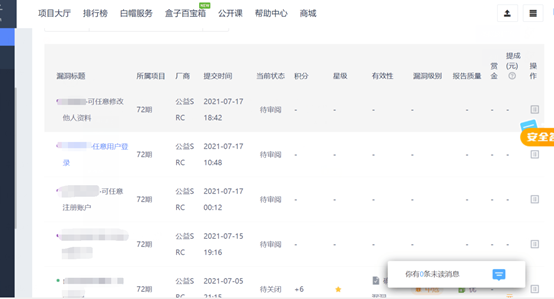 项目大厅 排行榜 白帽服务 盒子百宝箱 NEW 公开课 帮助中心 商城
漏洞标题 所属项目 厂商 提交时间 当前状态 积分 星级 有效性 漏洞级别 报告质量 赏金 提成(元) 操作
-可任意修改他人资料 72期 公益SRC 2021-07-17 18:42 待审阅 - - - - - - -
-任意用户登录 72期 公益SRC 2021-07-17 10:48 待审阅 - - - - - - -
-可任意注册账户 72期 公益SRC 2021-07-17 00:12 待审阅 - - - - - - -
72期 公益SRC 2021-07-15 19:16 待审阅 - - - - - - -
72期 公益SRC 2021-07-05 21:15 待关闭 +6
安全
你有0条未读消息